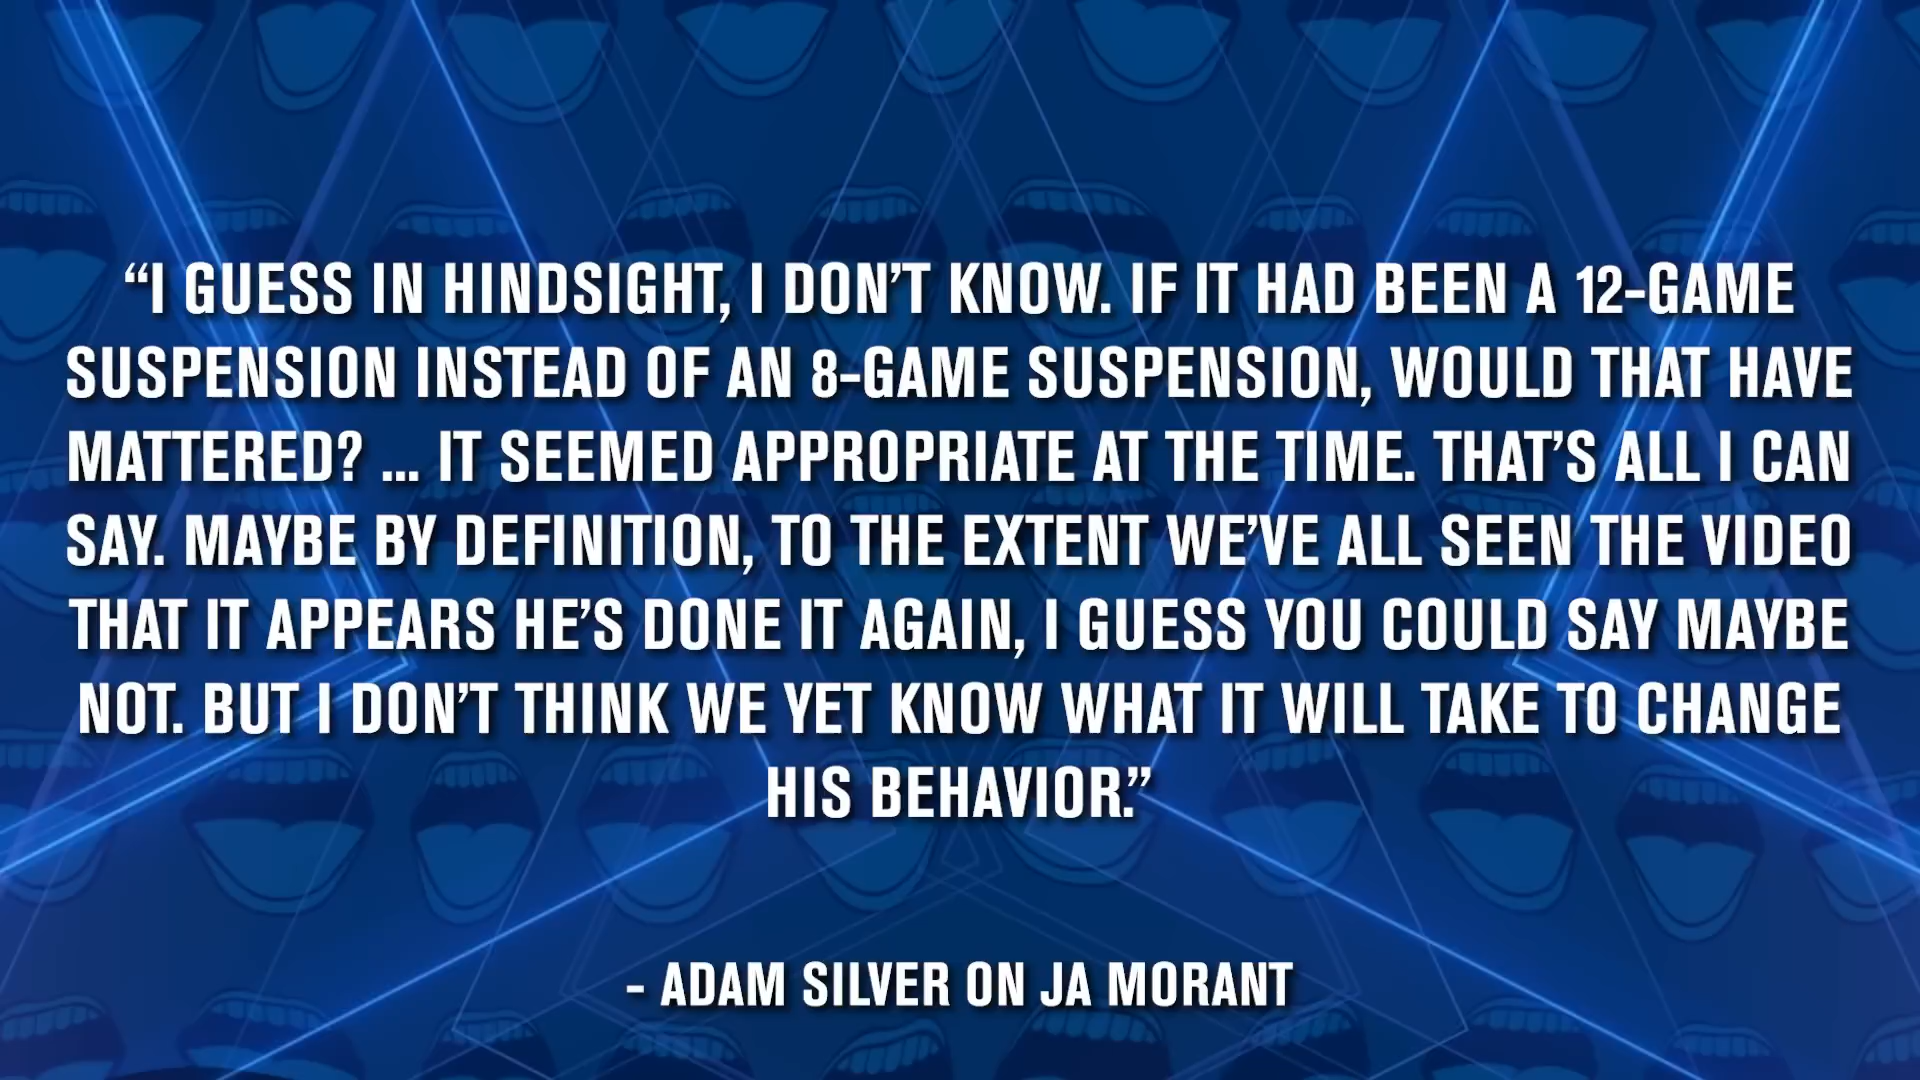 “I GUESS IN HINDSIGHT, I DON’T KNOW. IF IT HAD BEEN A 12-GAME
SUSPENSION INSTEAD OF AN 8-GAME SUSPENSION, WOULD THAT HAVE
MATTERED? ... IT SEEMED APPROPRIATE AT THE TIME. THAT’S ALL I CAN
SAY. MAYBE BY DEFINITION, TO THE EXTENT WE’VE ALL SEEN THE VIDEO
THAT IT APPEARS HE’S DONE IT AGAIN, I GUESS YOU COULD SAY MAYBE
NOT. BUT I DON’T THINK WE YET KNOW WHAT IT WILL TAKE TO CHANGE
HIS BEHAVIOR.”
- ADAM SILVER ON JA MORANT